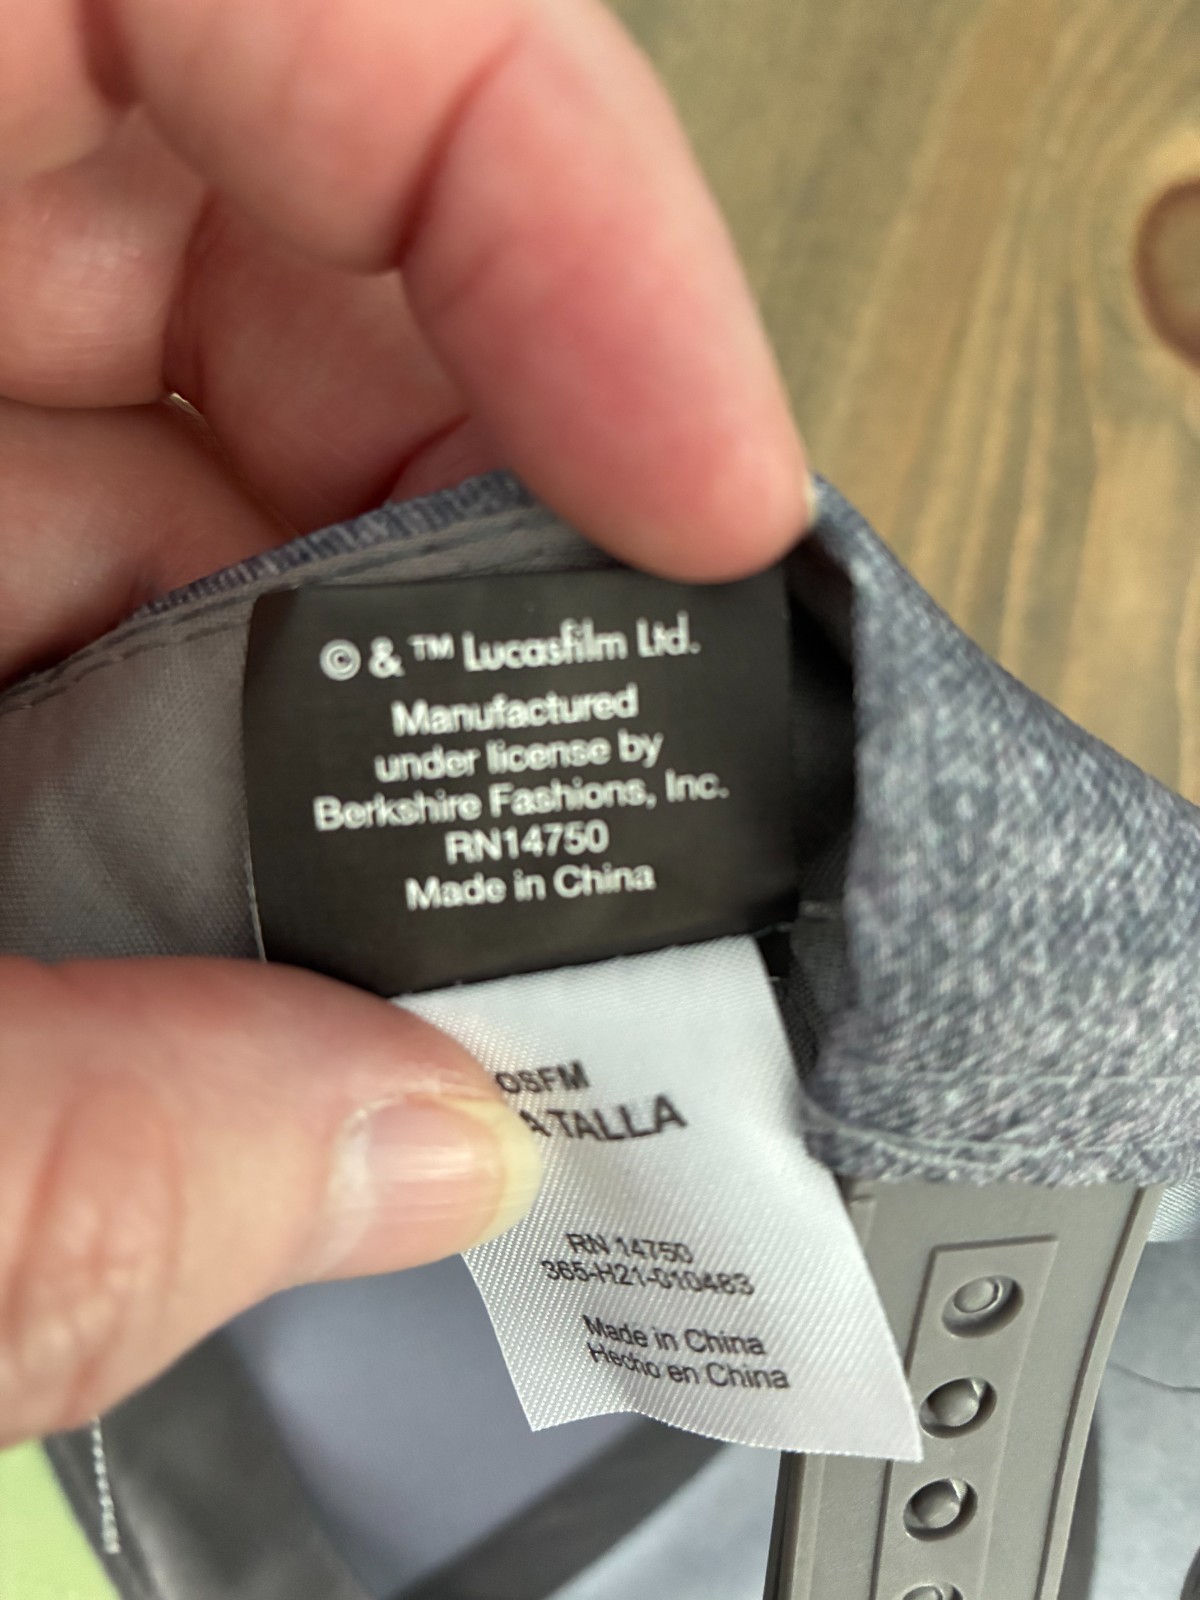 © & ™ Lucasfilm Ltd.
Manufactured
under license by
Berkshire Fashions, Inc.
RN14750
Made in China
OSFM
A TALLA
RN 14750
365-H21-010483
Made in China
Hecho en China